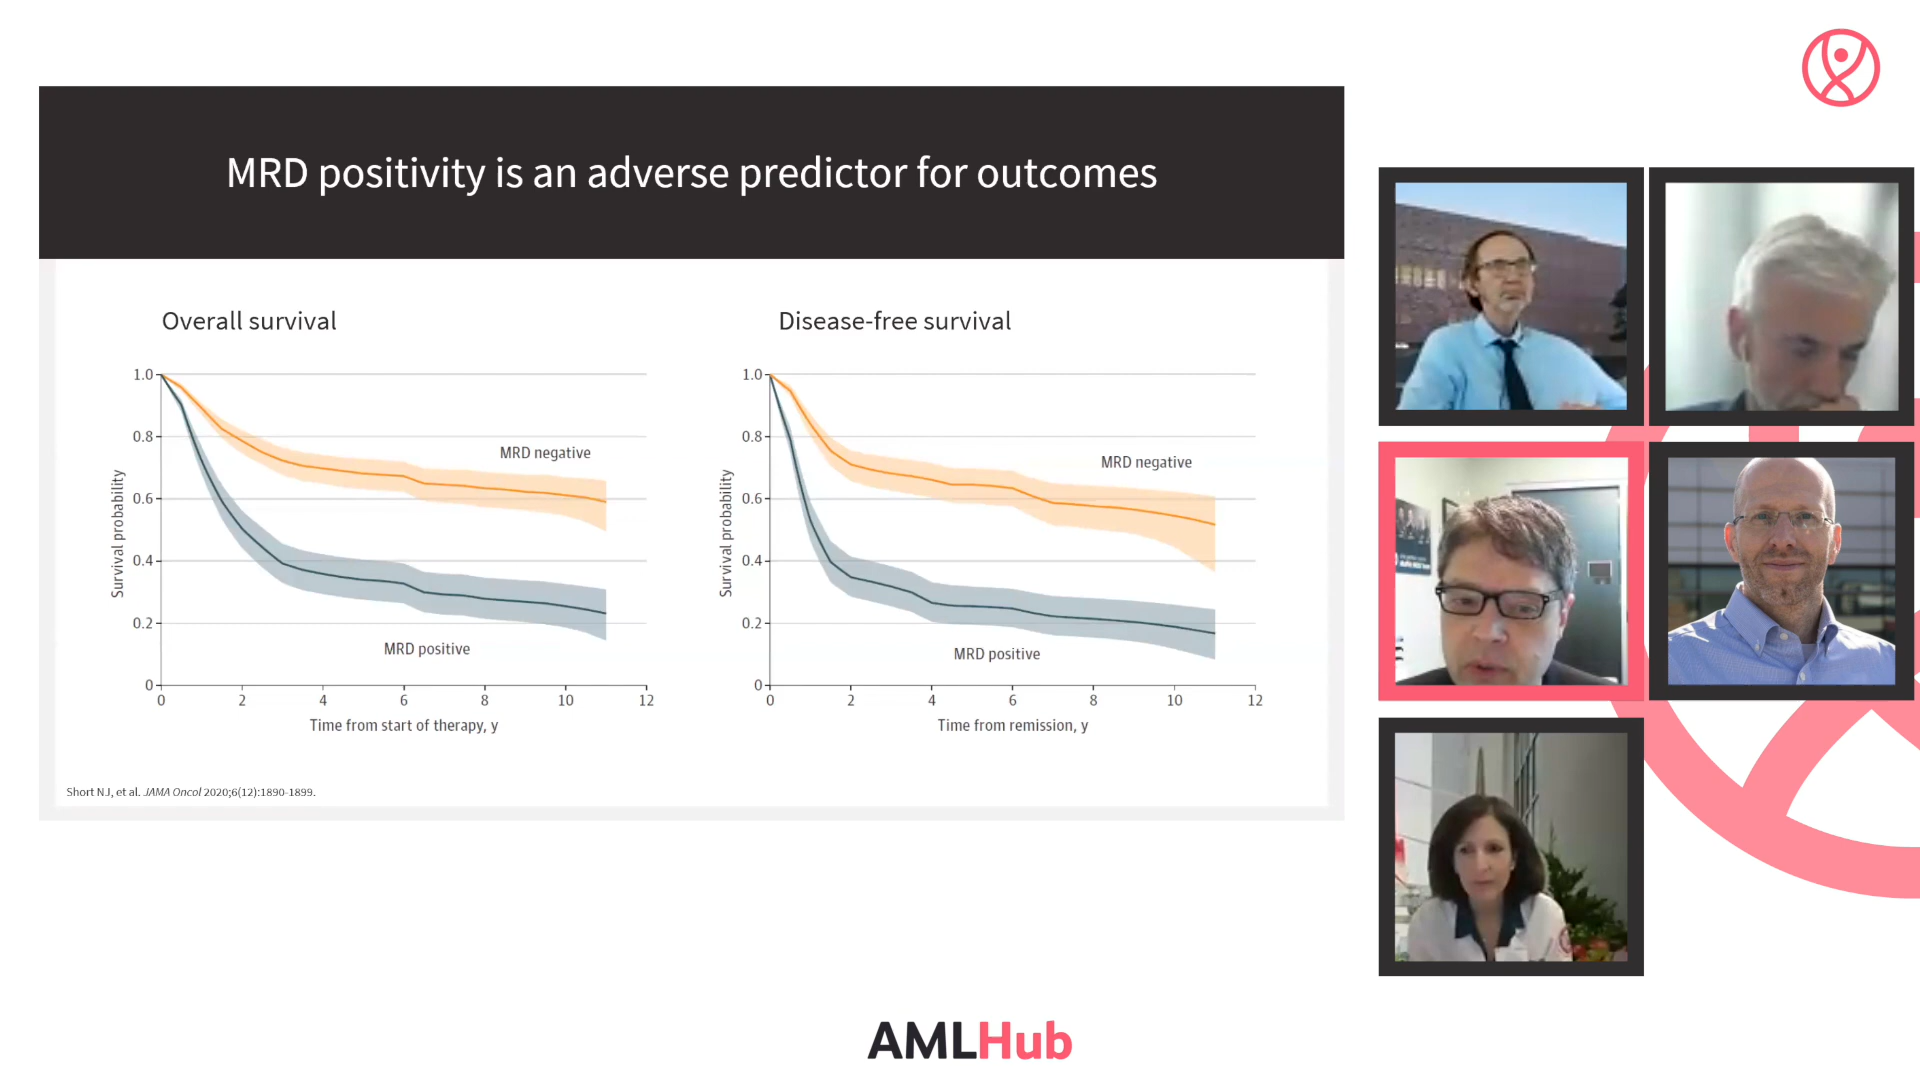 MRD positivity is an adverse predictor for outcomes
Overall survival
1.0
0.8
0.6
0.4
0.2
0
Survival probability
MRD negative
MRD positive
0 2 4 6 8 10 12
Time from start of therapy, y
Disease-free survival
1.0
0.8
0.6
0.4
0.2
0
Survival probability
MRD negative
MRD positive
0 2 4 6 8 10 12
Time from remission, y
Short N.J, et al. JAMA Oncol 2020;6(12):1890-1899.
AMLHub